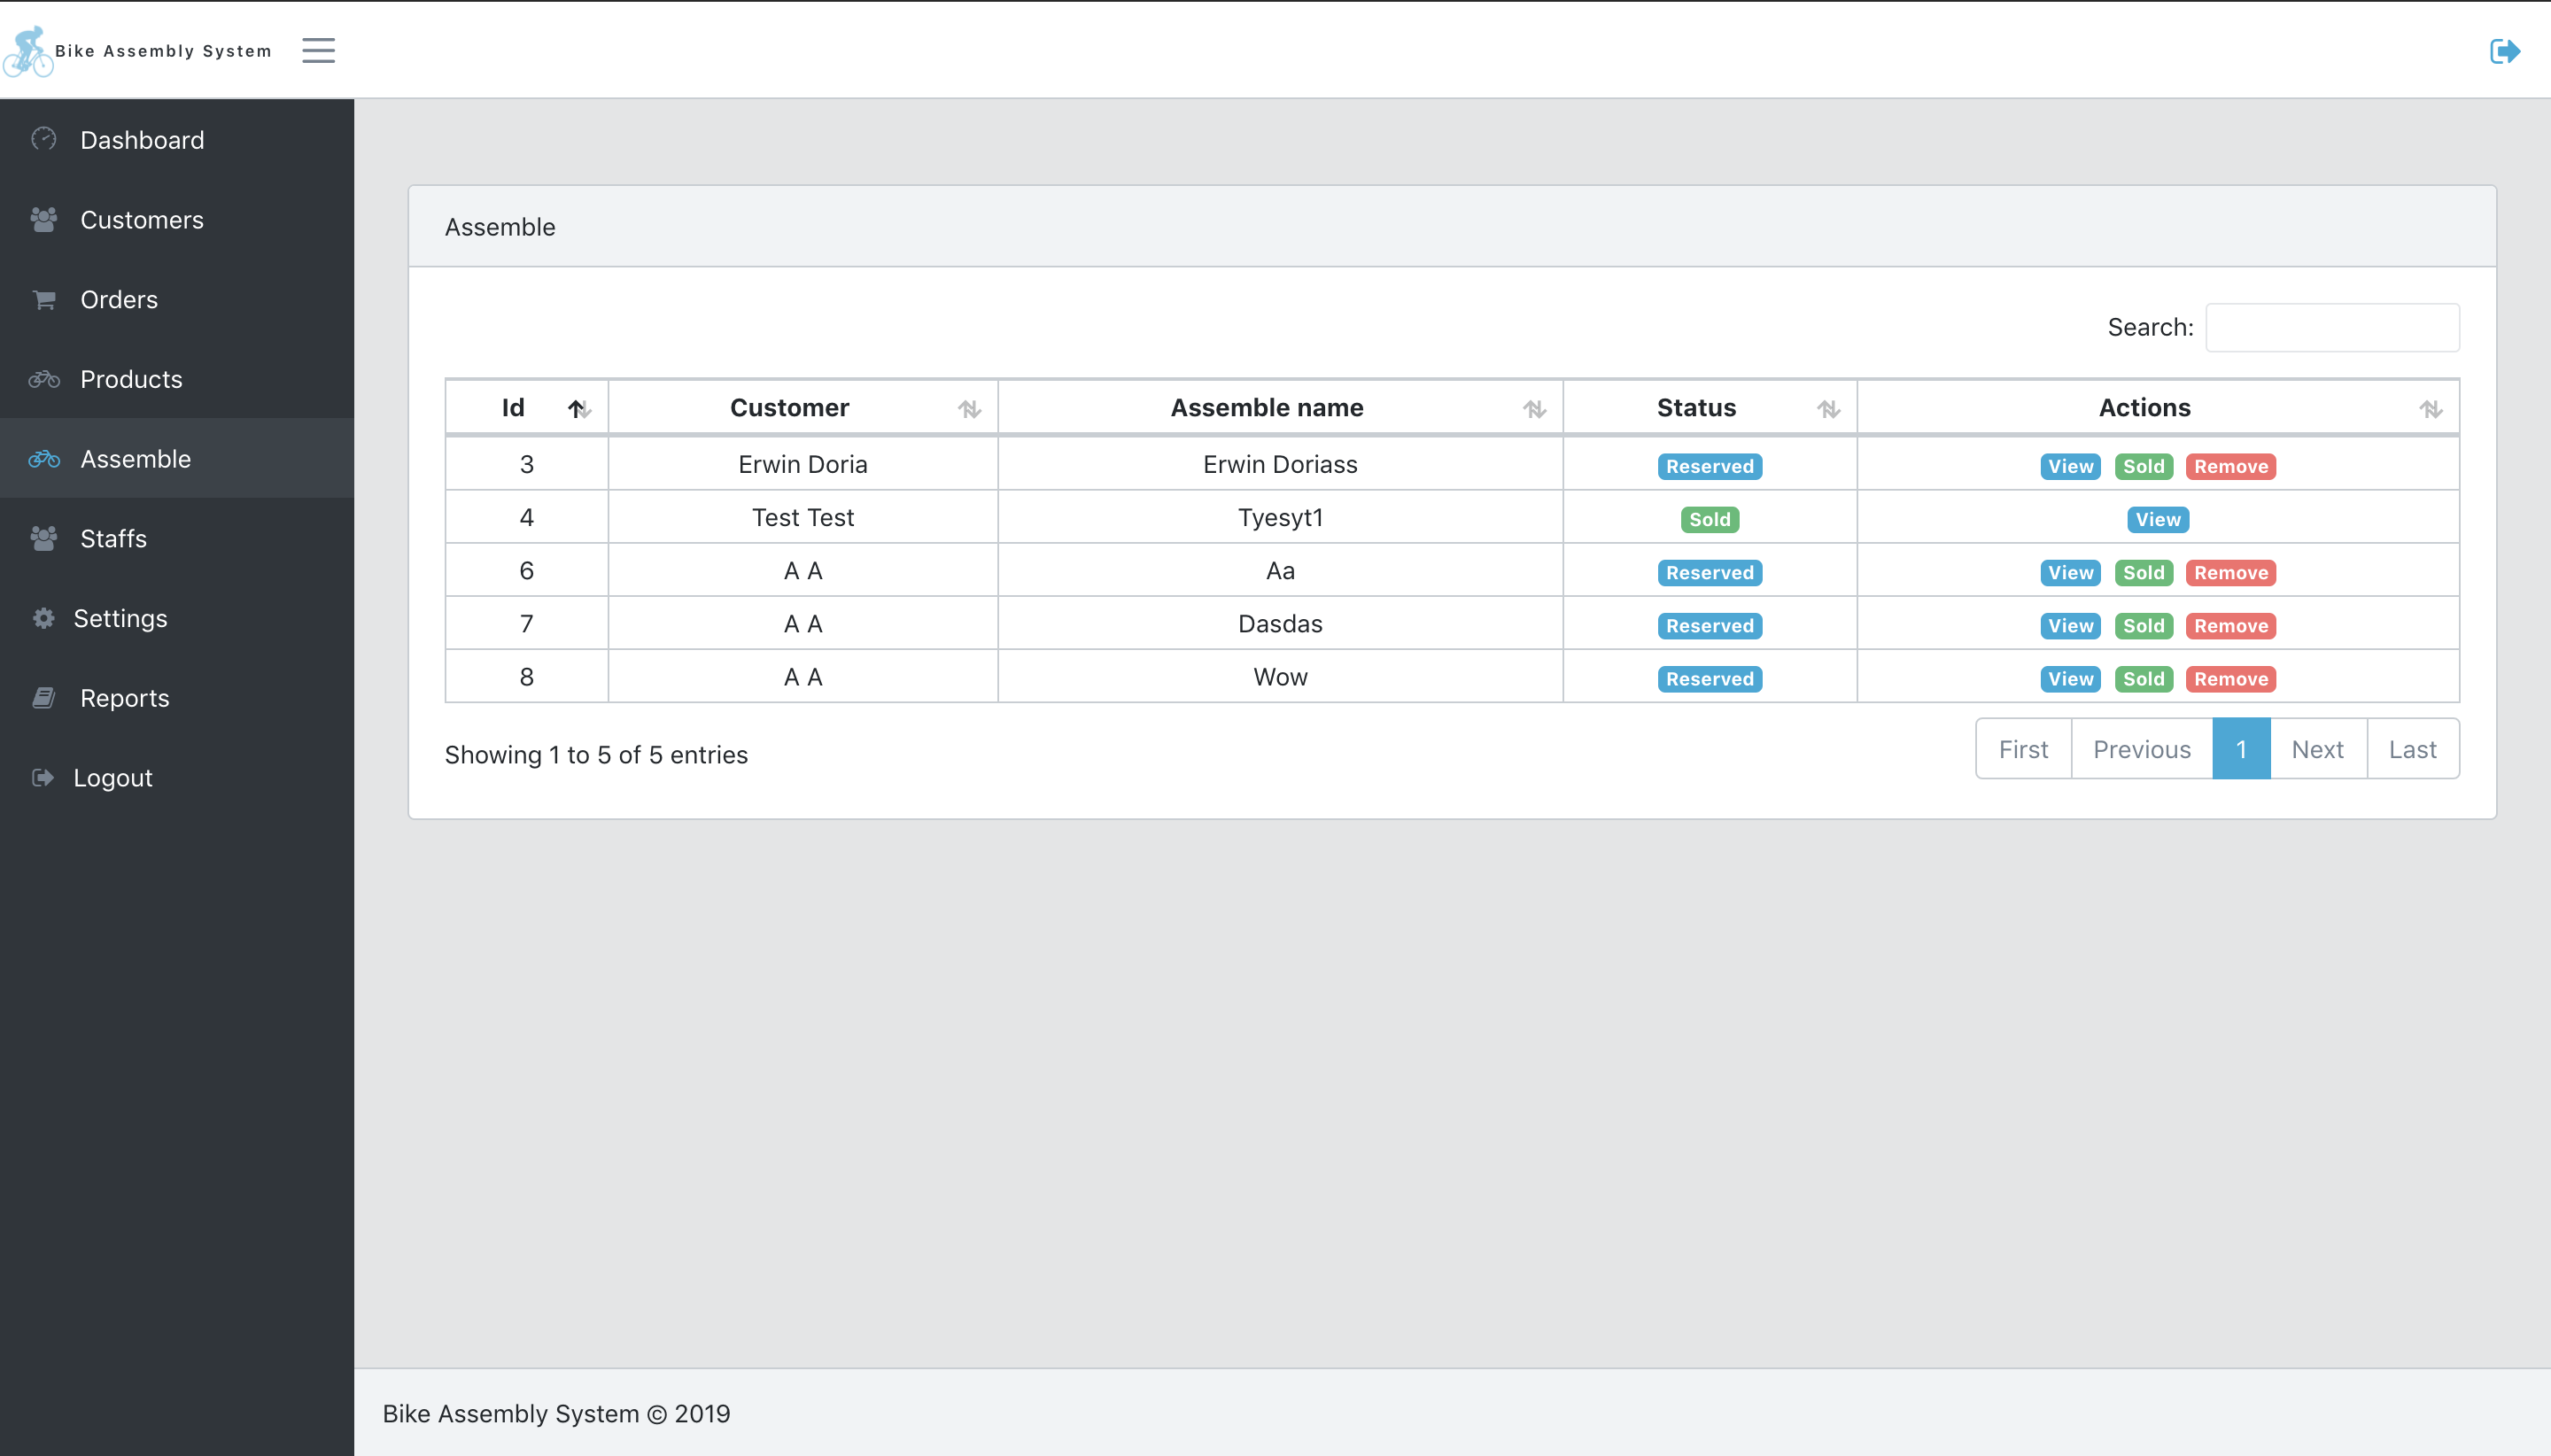 Bike Assembly System
Dashboard
Customers
Orders
Products
Assemble
Staffs
Settings
Reports
Logout
Assemble
Search:
Id Customer Assemble name Status Actions
3 Erwin Doria Erwin Doriass Reserved View Sold Remove
4 Test Test Tyesyt1 Sold View
6 A A Aa Reserved View Sold Remove
7 A A Dasdas Reserved View Sold Remove
8 A A Wow Reserved View Sold Remove
Showing 1 to 5 of 5 entries
First Previous 1 Next Last
Bike Assembly System © 2019